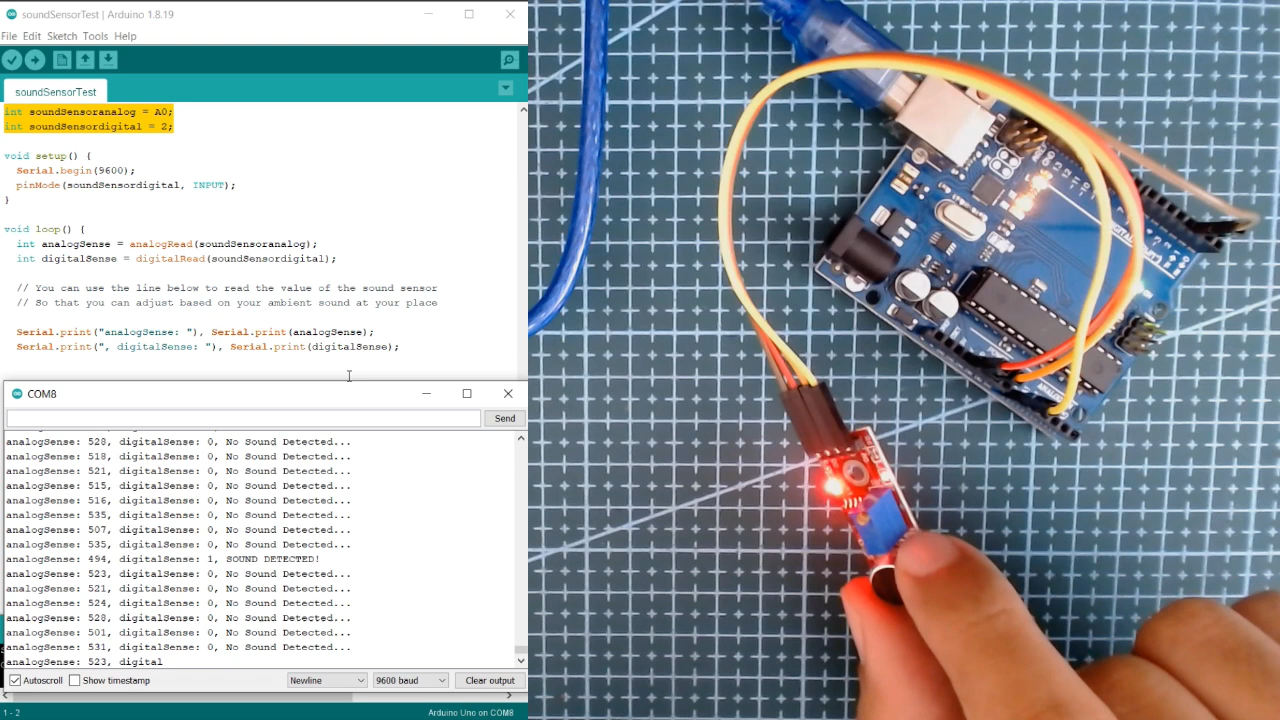 soundSensorTest | Arduino 1.8.19
File Edit Sketch Tools Help
soundSensorTest
int soundSensoranalog = A0;
int soundSensordigital = 2;
void setup() {
Serial.begin(9600);
pinMode(soundSensordigital, INPUT);
}
void loop() {
int analogSense = analogRead(soundSensoranalog);
int digitalSense = digitalRead(soundSensordigital);
// You can use the line below to read the value of the sound sensor
// So that you can adjust based on your ambient sound at your place
Serial.print("analogSense: "), Serial.print(analogSense);
Serial.print(", digitalSense: "), Serial.print(digitalSense);
COM8
Send
analogSense: 528, digitalSense: 0, No Sound Detected...
analogSense: 518, digitalSense: 0, No Sound Detected...
analogSense: 521, digitalSense: 0, No Sound Detected...
analogSense: 515, digitalSense: 0, No Sound Detected...
analogSense: 516, digitalSense: 0, No Sound Detected...
analogSense: 535, digitalSense: 0, No Sound Detected...
analogSense: 507, digitalSense: 0, No Sound Detected...
analogSense: 535, digitalSense: 0, No Sound Detected...
analogSense: 494, digitalSense: 1, SOUND DETECTED!
analogSense: 523, digitalSense: 0, No Sound Detected...
analogSense: 521, digitalSense: 0, No Sound Detected...
analogSense: 524, digitalSense: 0, No Sound Detected...
analogSense: 528, digitalSense: 0, No Sound Detected...
analogSense: 501, digitalSense: 0, No Sound Detected...
analogSense: 531, digitalSense: 0, No Sound Detected...
analogSense: 523, digital
Autoscroll Show timestamp Newline 9600 baud Clear output
1 - 2 Arduino Uno on COM8